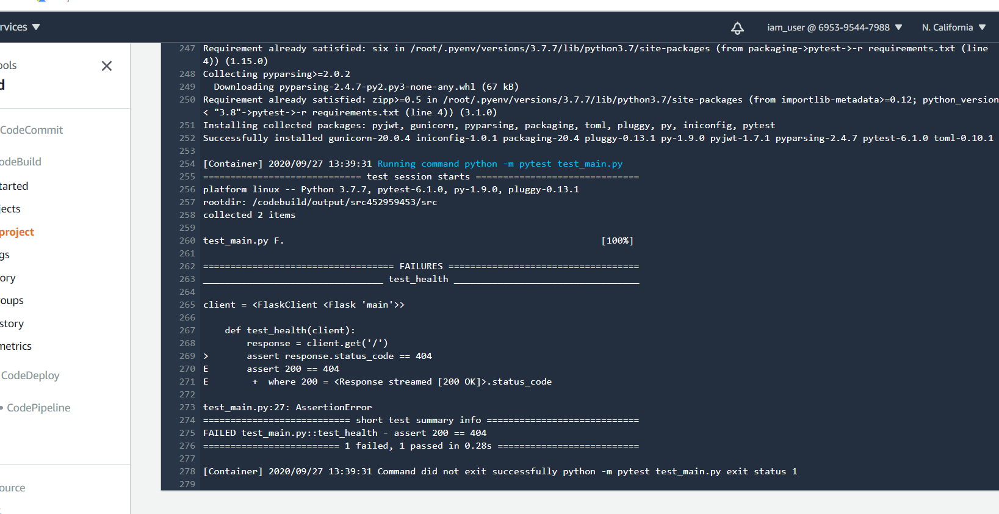 rvices
iam_user @ 6953-9544-7988
N. California
ools
d
CodeCommit
odeBuild
tarted
jects
project
gs
ory
oups
story
metrics
CodeDeploy
CodePipeline
ource
247 Requirement already satisfied: six in /root/.pyenv/versions/3.7.7/lib/python3.7/site-packages (from packaging->pytest->-r requirements.txt (line
4)) (1.15.0)
248 Collecting pyparsing>=2.0.2
249 Downloading pyparsing-2.4.7-py2.py3-none-any.whl (67 kB)
250 Requirement already satisfied: zipp>=0.5 in /root/.pyenv/versions/3.7.7/lib/python3.7/site-packages (from importlib-metadata>=0.12; python_version
< "3.8"->pytest->-r requirements.txt (line 4)) (3.1.0)
251 Installing collected packages: pyjwt, gunicorn, pyparsing, packaging, toml, pluggy, py, iniconfig, pytest
252 Successfully installed gunicorn-20.0.4 iniconfig-1.0.1 packaging-20.4 pluggy-0.13.1 py-1.9.0 pyjwt-1.7.1 pyparsing-2.4.7 pytest-6.1.0 toml-0.10.1
253
254 [Container] 2020/09/27 13:39:31 Running command python -m pytest test_main.py
255 ============================= test session starts ==============================
256 platform linux -- Python 3.7.7, pytest-6.1.0, py-1.9.0, pluggy-0.13.1
257 rootdir: /codebuild/output/src452959453/src
258 collected 2 items
259
260 test_main.py F. [100%]
261
262 =================================== FAILURES ===================================
263 _________________________________ test_health __________________________________
264
265 client = <FlaskClient <Flask 'main'>>
266
267 def test_health(client):
268 response = client.get('/')
269 > assert response.status_code == 404
270 E assert 200 == 404
271 E + where 200 = <Response streamed [200 OK]>.status_code
272
273 test_main.py:27: AssertionError
274 =========================== short test summary info ============================
275 FAILED test_main.py::test_health - assert 200 == 404
276 ========================= 1 failed, 1 passed in 0.28s ==========================
277
278 [Container] 2020/09/27 13:39:31 Command did not exit successfully python -m pytest test_main.py exit status 1
279